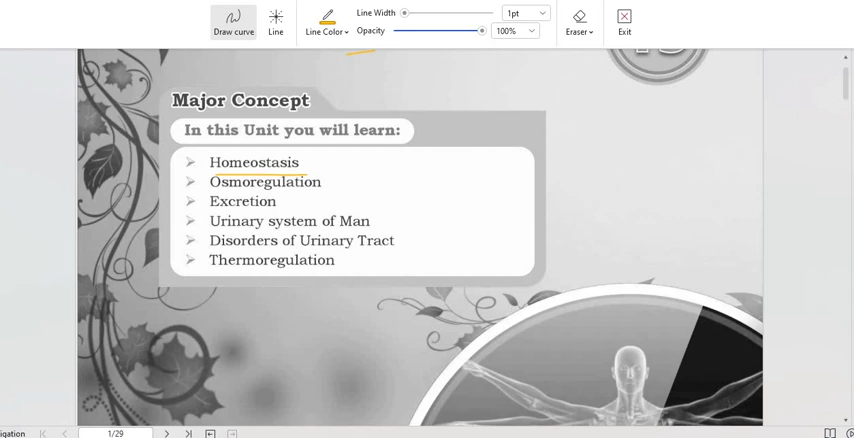 Line Width
1pt
Draw curve
Line
Line Color
Opacity
100%
Eraser
Exit
Major Concept
In this Unit you will learn:
Homeostasis
Osmoregulation
Excretion
Urinary system of Man
Disorders of Urinary Tract
Thermoregulation
igation
1/29